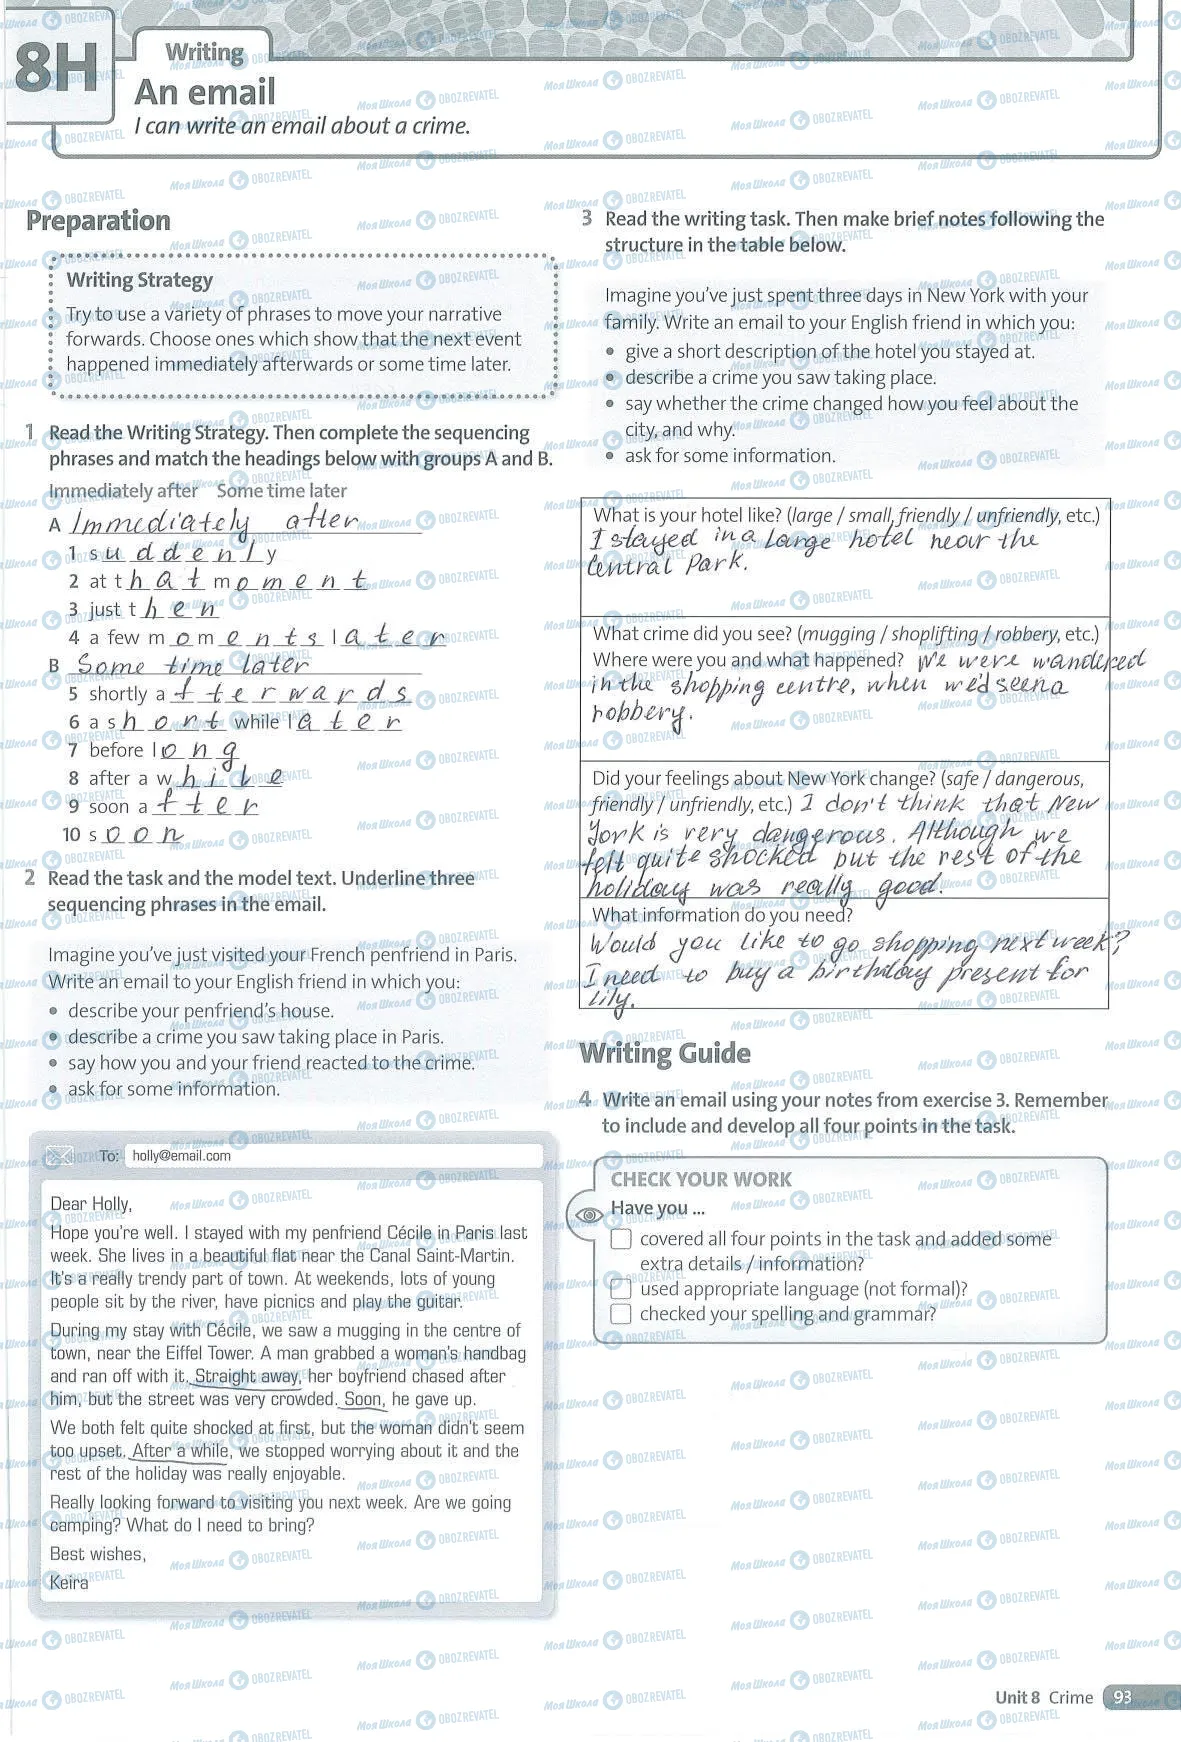 8H
Writing
An email
I can write an email about a crime.
Preparation
Writing Strategy
Try to use a variety of phrases to move your narrative
forwards. Choose ones which show that the next event
happened immediately afterwards or some time later.
1 Read the Writing Strategy. Then complete the sequencing
phrases and match the headings below with groups A and B.
Immediately after Some time later
A Immediately after
1 suddenly
2 at that moment
3 just then
4 a few moments later
B Some time later
5 shortly afterwards
6 a short while later
7 before long
8 after a while
9 soon after
10 soon
2 Read the task and the model text. Underline three
sequencing phrases in the email.
Imagine you've just visited your French penfriend in Paris.
Write an email to your English friend in which you:
• describe your penfriend's house.
• describe a crime you saw taking place in Paris.
• say how you and your friend reacted to the crime.
• ask for some information.
To: holly@email.com
Dear Holly,
Hope you're well. I stayed with my penfriend Cécile in Paris last
week. She lives in a beautiful flat near the Canal Saint-Martin.
It's a really trendy part of town. At weekends, lots of young
people sit by the river, have picnics and play the guitar.
During my stay with Cécile, we saw a mugging in the centre of
town, near the Eiffel Tower. A man grabbed a woman's handbag
and ran off with it. Straight away, her boyfriend chased after
him, but the street was very crowded. Soon, he gave up.
We both felt quite shocked at first, but the woman didn't seem
too upset. After a while, we stopped worrying about it and the
rest of the holiday was really enjoyable.
Really looking forward to visiting you next week. Are we going
camping? What do I need to bring?
Best wishes,
Keira
3 Read the writing task. Then make brief notes following the
structure in the table below.
Imagine you've just spent three days in New York with your
family. Write an email to your English friend in which you:
• give a short description of the hotel you stayed at.
• describe a crime you saw taking place.
• say whether the crime changed how you feel about the
city, and why.
• ask for some information.
What is your hotel like? (large / small, friendly / unfriendly, etc.)
I stayed in a large hotel near the
Central Park.
What crime did you see? (mugging / shoplifting / robbery, etc.)
Where were you and what happened? We were wandered
in the shopping centre, when we'd seen a
robbery.
Did your feelings about New York change? (safe / dangerous,
friendly / unfriendly, etc.) I don't think that New
York is very dangerous. Although we
felt quite shocked but the rest of the
holiday was really good.
What information do you need?
Would you like to go shopping next week?
I need to buy a birthday present for
Lily.
Writing Guide
4 Write an email using your notes from exercise 3. Remember
to include and develop all four points in the task.
CHECK YOUR WORK
Have you ...
covered all four points in the task and added some
extra details / information?
used appropriate language (not formal)?
checked your spelling and grammar?
Unit 8 Crime 93
Моя Школа OBOZREVATEL